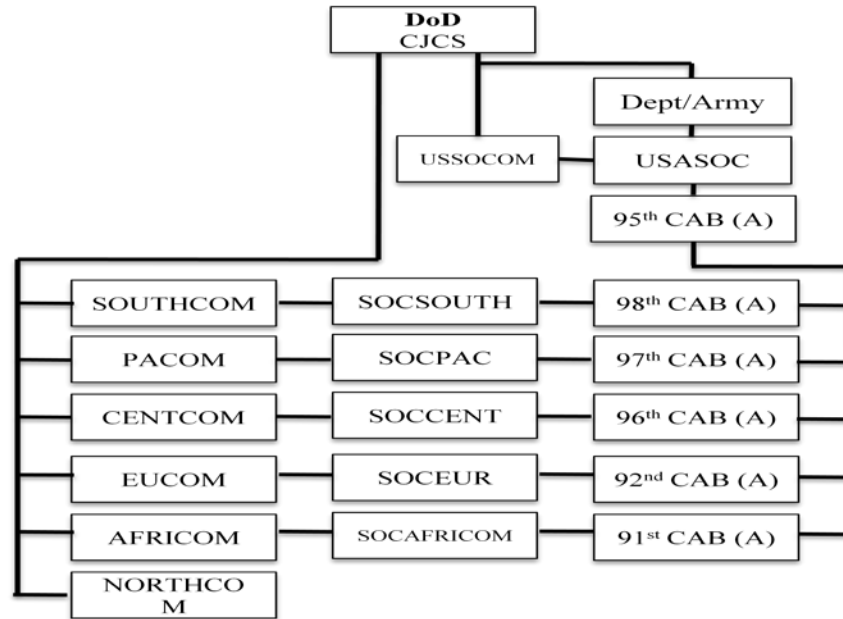 DoD
CJCS
Dept/Army
USSOCOM
USASOC
95th CAB (A)
SOUTHCOM
SOCSOUTH
98th CAB (A)
PACOM
SOCPAC
97th CAB (A)
CENTCOM
SOCCENT
96th CAB (A)
EUCOM
SOCEUR
92nd CAB (A)
AFRICOM
SOCAFRICOM
91st CAB (A)
NORTHCO
M